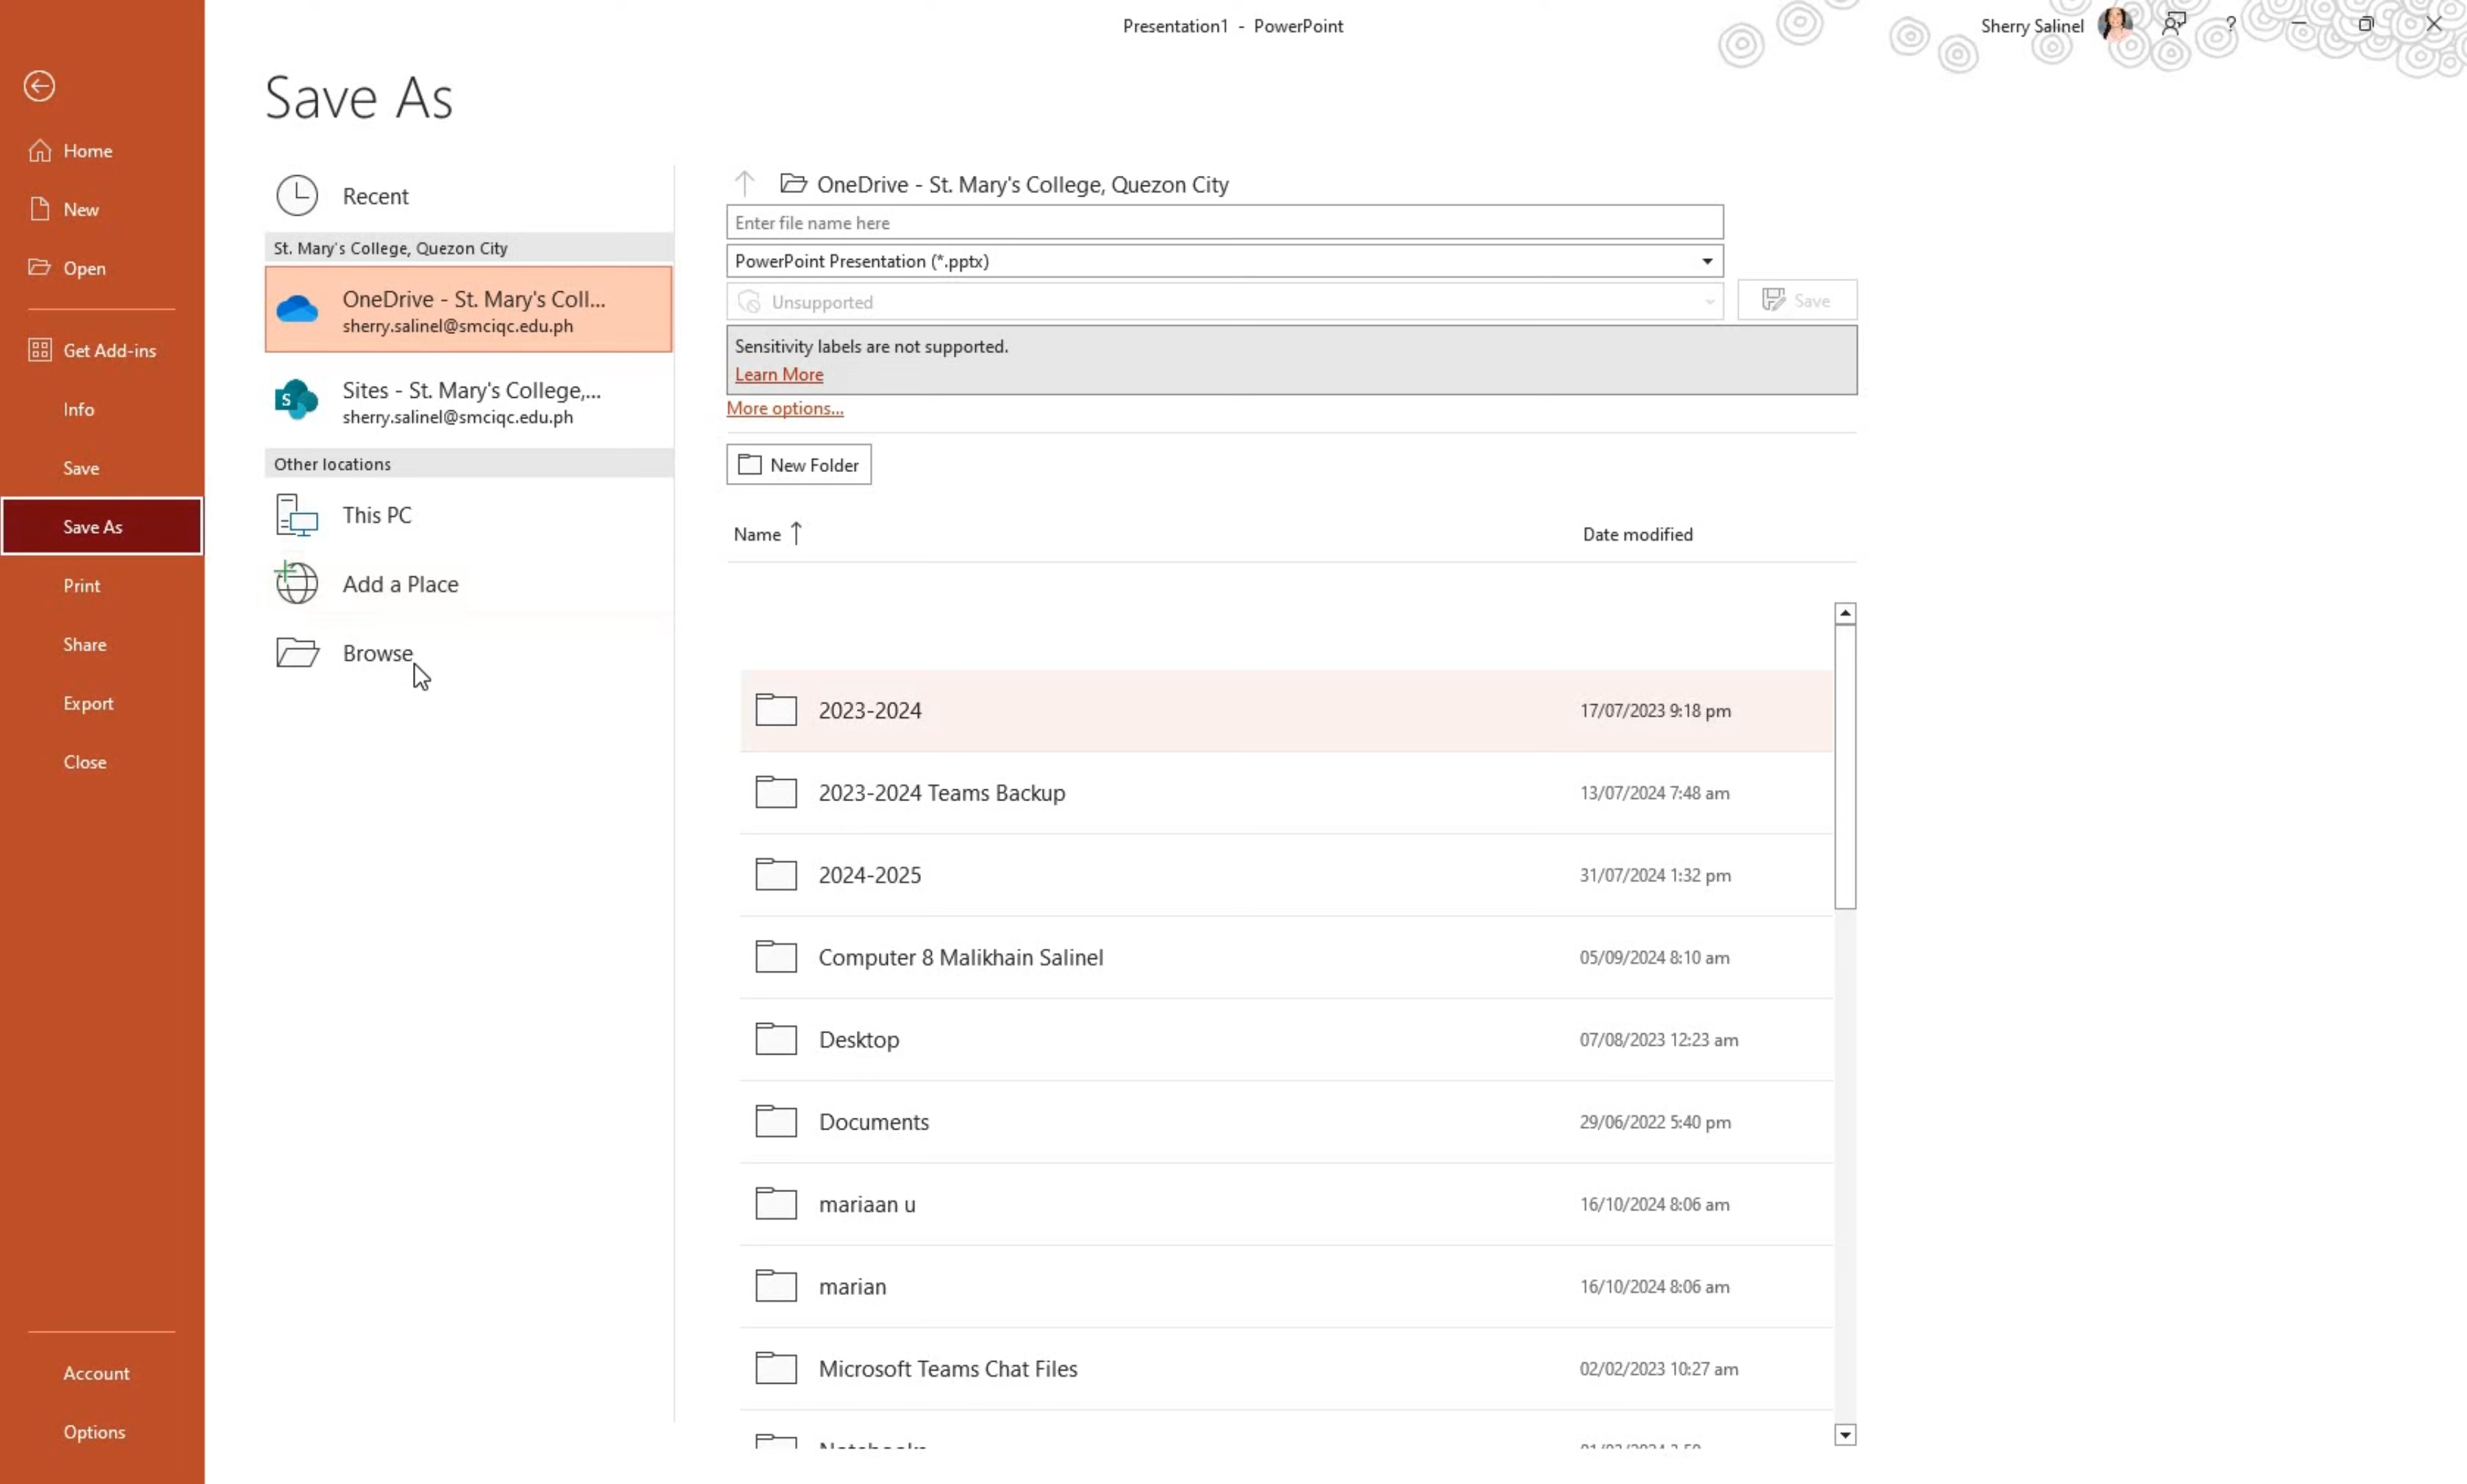 Presentation1 - PowerPoint
Sherry Salinel
?
Home
New
Open
Get Add-ins
Info
Save
Save As
Print
Share
Export
Close
Account
Options
Save As
Recent
St. Mary's College, Quezon City
OneDrive - St. Mary's Coll...
sherry.salinel@smciqc.edu.ph
S
Sites - St. Mary's College,...
sherry.salinel@smciqc.edu.ph
Other locations
This PC
Add a Place
Browse
OneDrive - St. Mary's College, Quezon City
Enter file name here
PowerPoint Presentation (*.pptx)
Unsupported
Save
Sensitivity labels are not supported.
Learn More
More options...
New Folder
Name ↑ Date modified
2023-2024 17/07/2023 9:18 pm
2023-2024 Teams Backup 13/07/2024 7:48 am
2024-2025 31/07/2024 1:32 pm
Computer 8 Malikhain Salinel 05/09/2024 8:10 am
Desktop 07/08/2023 12:23 am
Documents 29/06/2022 5:40 pm
mariaan u 16/10/2024 8:06 am
marian 16/10/2024 8:06 am
Microsoft Teams Chat Files 02/02/2023 10:27 am